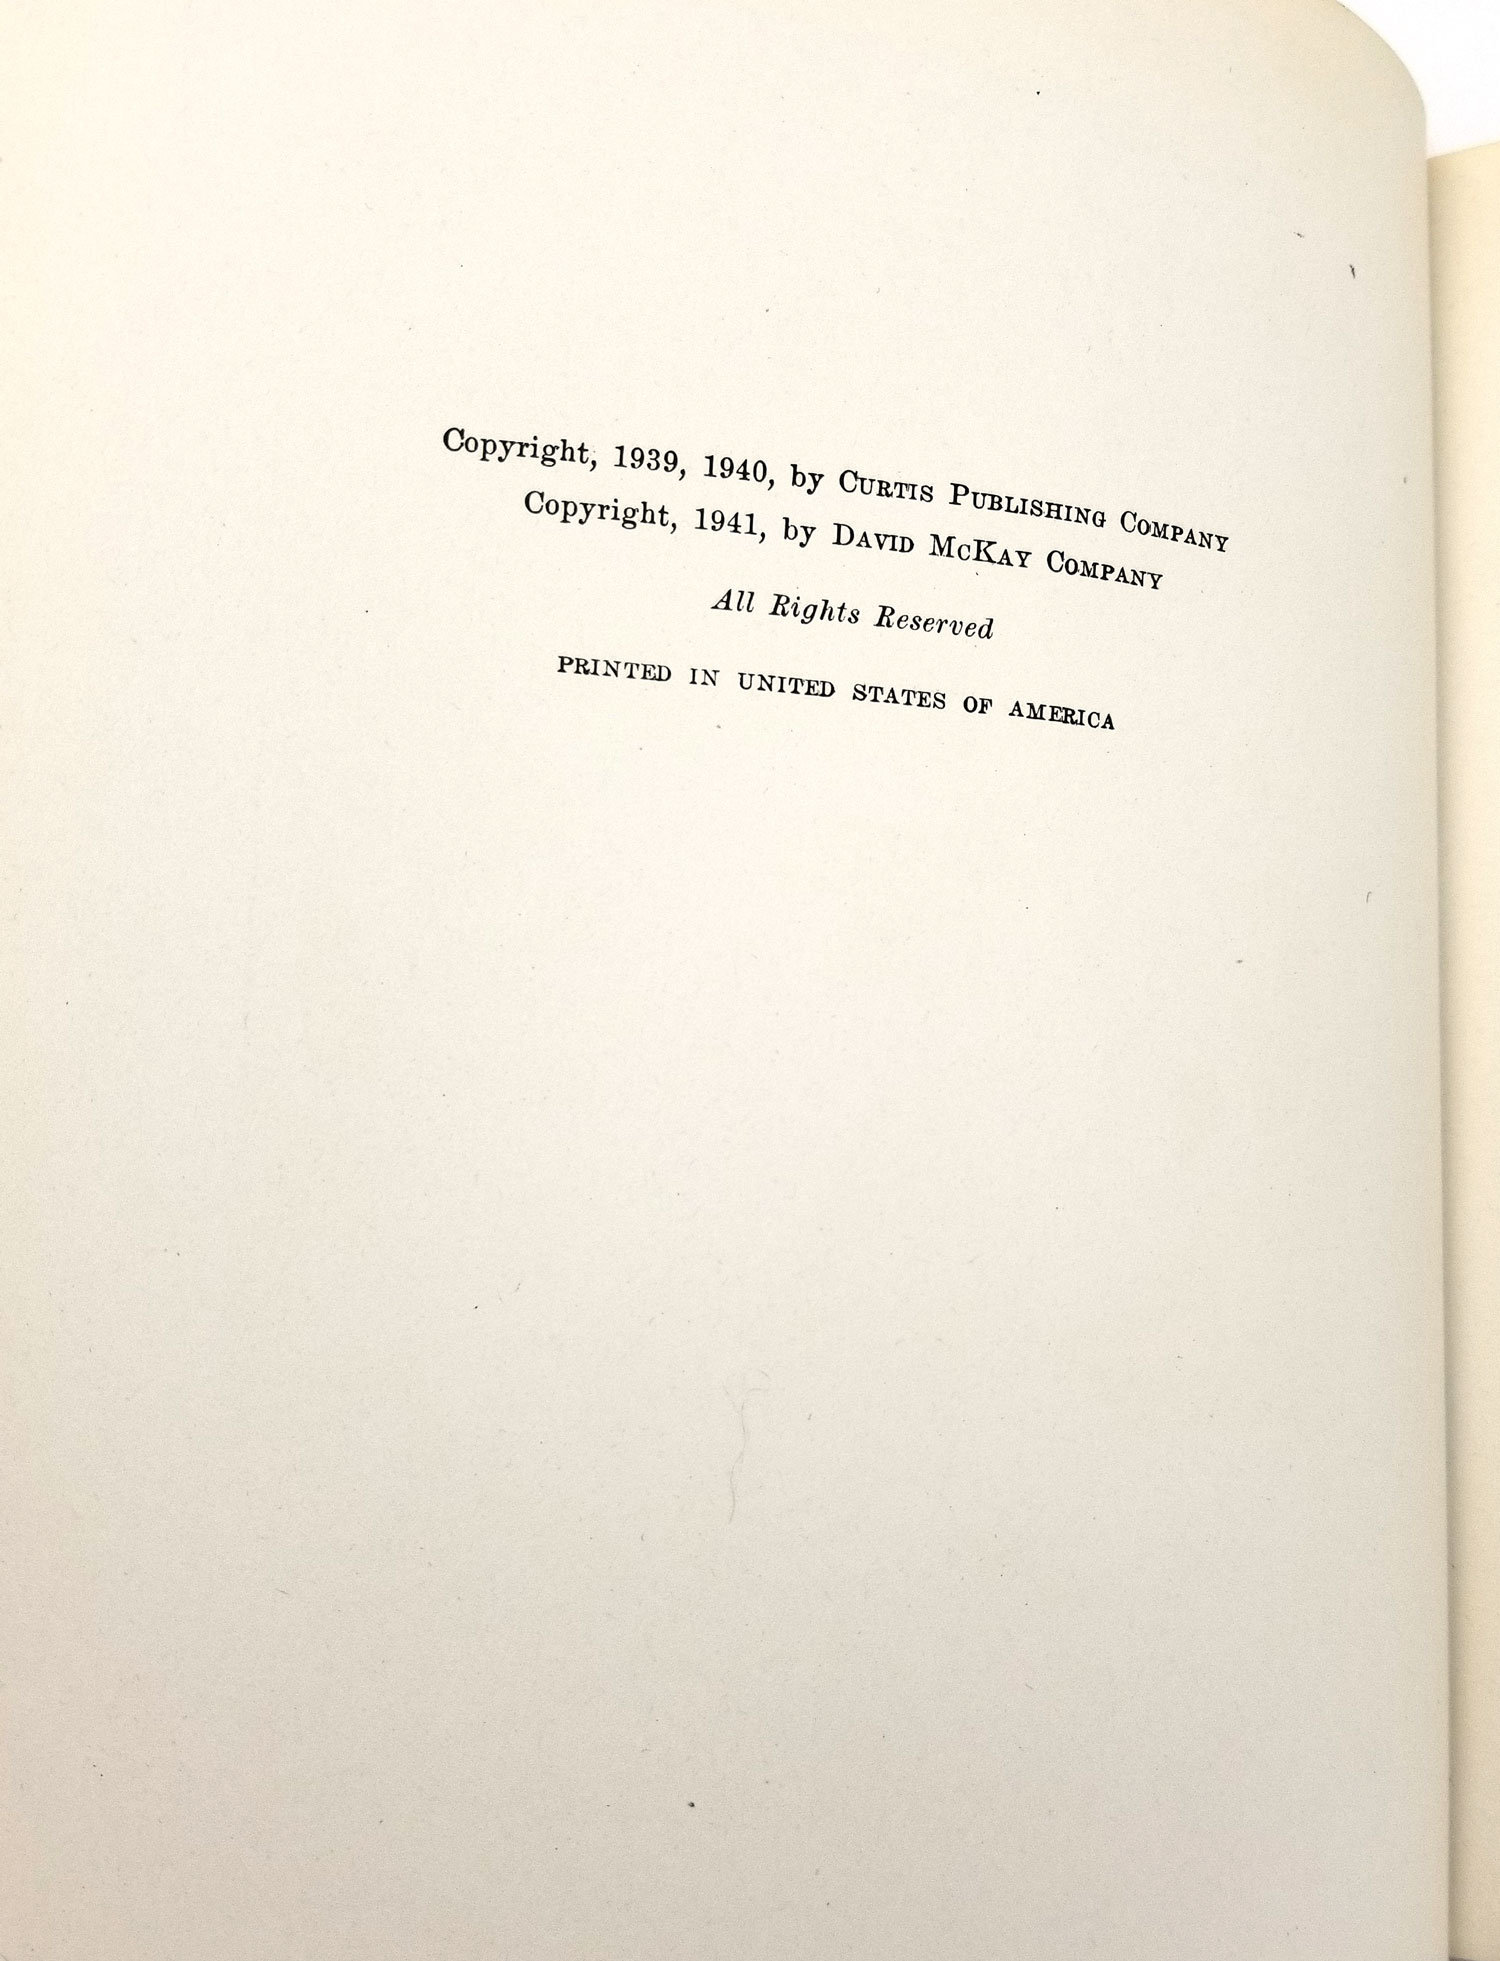 Copyright, 1939, 1940, by Curtis Publishing Company
Copyright, 1941, by David McKay Company
All Rights Reserved
PRINTED IN UNITED STATES OF AMERICA